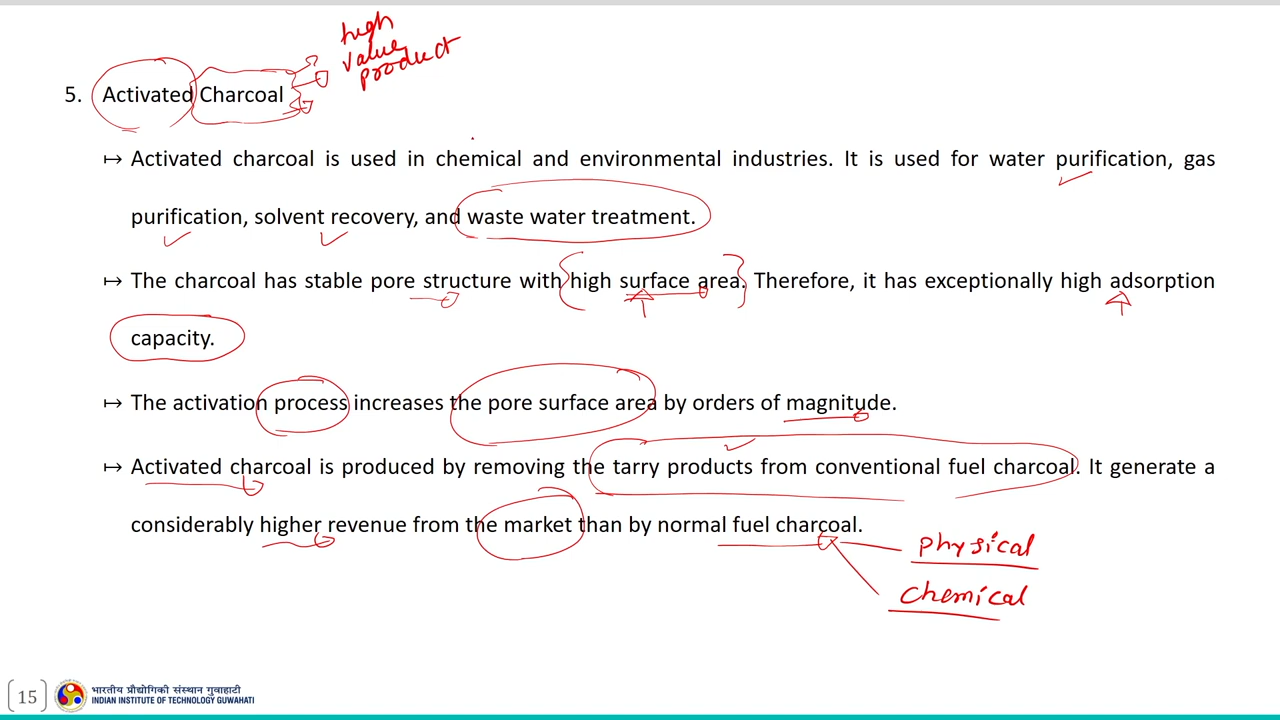 high
value
product
5. Activated Charcoal
↦ Activated charcoal is used in chemical and environmental industries. It is used for water purification, gas
purification, solvent recovery, and waste water treatment.
↦ The charcoal has stable pore structure with high surface area. Therefore, it has exceptionally high adsorption
capacity.
↦ The activation process increases the pore surface area by orders of magnitude.
↦ Activated charcoal is produced by removing the tarry products from conventional fuel charcoal. It generate a
considerably higher revenue from the market than by normal fuel charcoal.
physical
chemical
15
भारतीय प्रौद्योगिकी संस्थान गुवाहाटी
INDIAN INSTITUTE OF TECHNOLOGY GUWAHATI